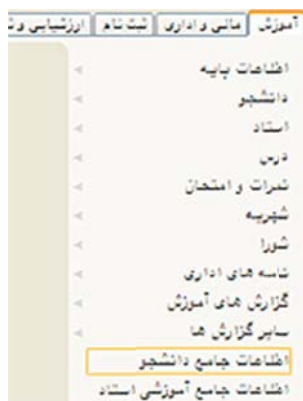 آموزش مالی و اداری ثبت نام ارزشیابی و
اطلاعات پایه
دانشجو
استاد
درس
نمرات و امتحان
شهریه
شورا
نامه های اداری
گزارش های آموزش
سایر گزارش ها
اطلاعات جامع دانشجو
اطلاعات جامع آموزشی استاد